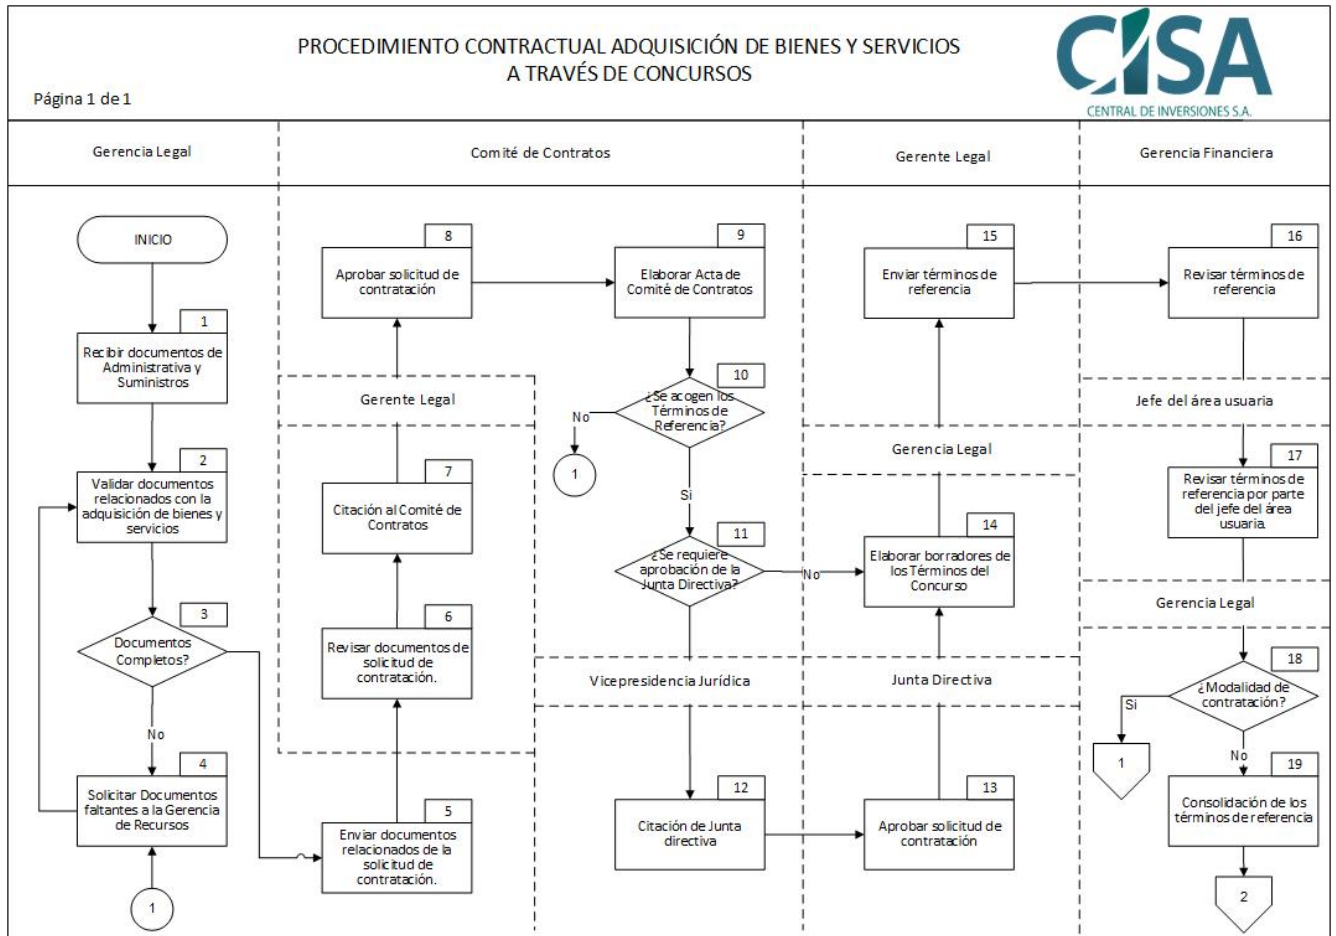 PROCEDIMIENTO CONTRACTUAL ADQUISICIÓN DE BIENES Y SERVICIOS
A TRAVÉS DE CONCURSOS
Página 1 de 1
CISA
CENTRAL DE INVERSIONES S.A.
Gerencia Legal
Comité de Contratos
Gerente Legal
Gerencia Financiera
INICIO
1
Recibir documentos de
Administrativa y
Suministros
2
Validar documentos
relacionados con la
adquisición de bienes y
servicios
3
Documentos
Completos?
No
4
Solicitar Documentos
faltantes a la Gerencia
de Recursos
1
8
Aprobar solicitud de
contratación
Gerente Legal
7
Citación al Comité de
Contratos
6
Revisar documentos de
solicitud de
contratación.
5
Enviar documentos
relacionados de la
solicitud de
contratación.
9
Elaborar Acta de
Comité de Contratos
10
¿Se acogen los
Términos de
Referencia?
No
1
Si
11
¿Se requiere
aprobación de la
Junta Directiva?
No
Vicepresidencia Jurídica
12
Citación de Junta
directiva
15
Enviar términos de
referencia
Gerencia Legal
14
Elaborar borradores de
los Términos del
Concurso
Junta Directiva
13
Aprobar solicitud de
contratación
16
Revisar términos de
referencia
Jefe del área usuaria
17
Revisar términos de
referencia por parte
del jefe del área
usuaria.
Gerencia Legal
18
¿Modalidad de
contratación?
Si
1
No
19
Consolidación de los
términos de referencia
2